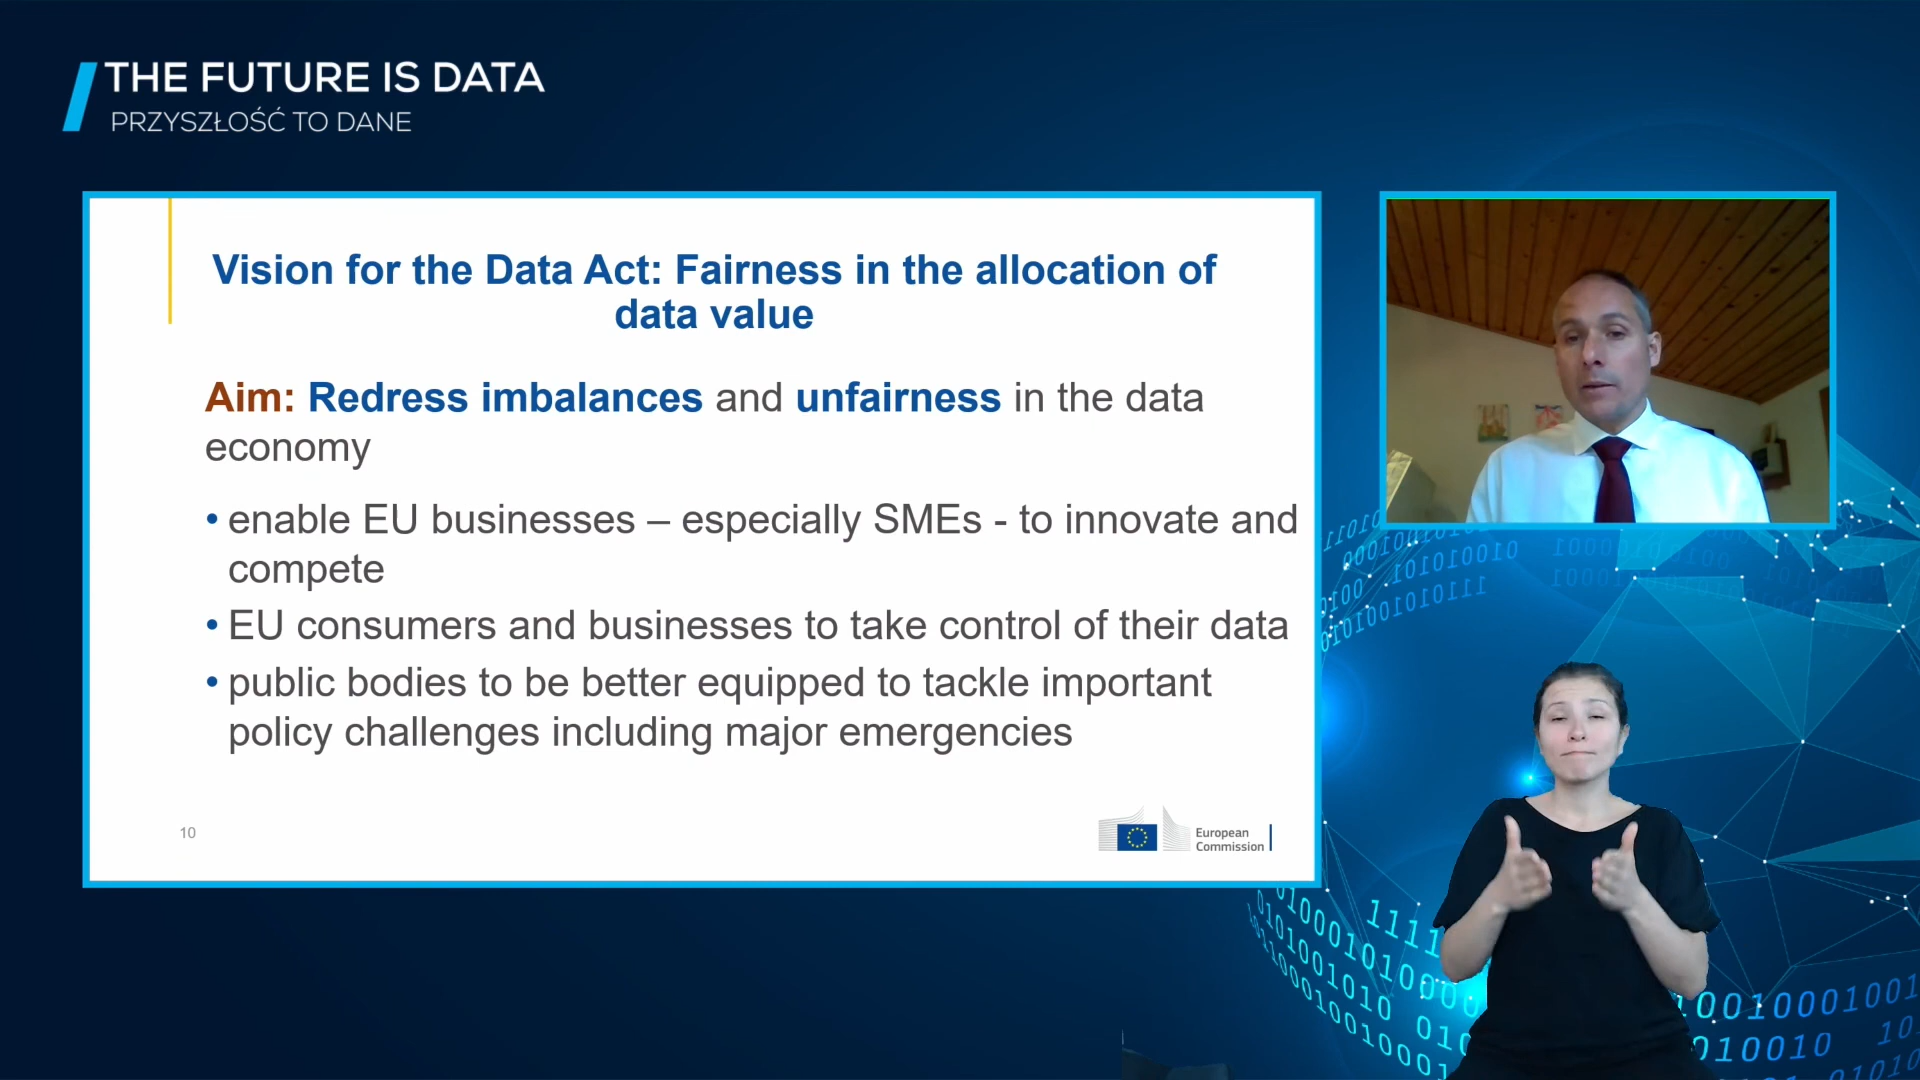 THE FUTURE IS DATA
PRZYSZŁOŚĆ TO DANE
Vision for the Data Act: Fairness in the allocation of
data value
Aim: Redress imbalances and unfairness in the data
economy
• enable EU businesses – especially SMEs - to innovate and
compete
• EU consumers and businesses to take control of their data
• public bodies to be better equipped to tackle important
policy challenges including major emergencies
10
European
Commission